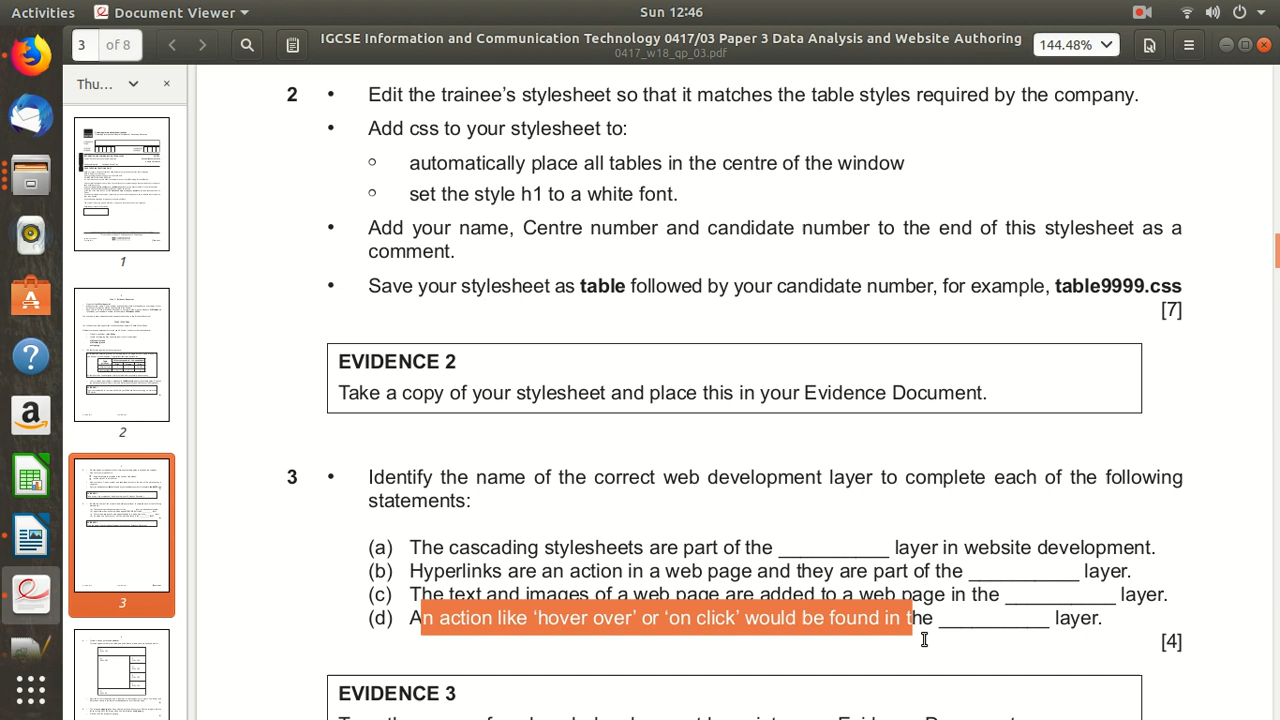 Activities Document Viewer Sun 12:46
3 of 8 IGCSE Information and Communication Technology 0417/03 Paper 3 Data Analysis and Website Authoring 144.48%
0417_w18_qp_03.pdf
Thu...
1
2
3
2 • Edit the trainee's stylesheet so that it matches the table styles required by the company.
• Add css to your stylesheet to:
○ automatically place all tables in the centre of the window
○ set the style h1 to a white font.
• Add your name, Centre number and candidate number to the end of this stylesheet as a
comment.
• Save your stylesheet as table followed by your candidate number, for example, table9999.css
[7]
EVIDENCE 2
Take a copy of your stylesheet and place this in your Evidence Document.
3 • Identify the name of the correct web development layer to complete each of the following
statements:
(a) The cascading stylesheets are part of the __________ layer in website development.
(b) Hyperlinks are an action in a web page and they are part of the __________ layer.
(c) The text and images of a web page are added to a web page in the __________ layer.
(d) An action like ‘hover over’ or ‘on click’ would be found in the __________ layer.
[4]
EVIDENCE 3